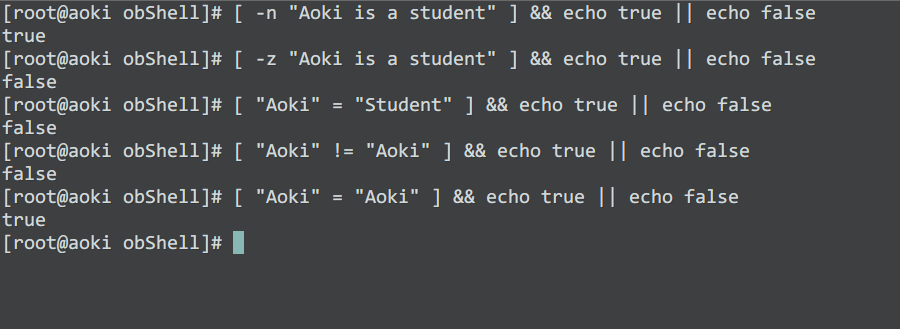 [root@aoki obShell]# [ -n "Aoki is a student" ] && echo true || echo false
true
[root@aoki obShell]# [ -z "Aoki is a student" ] && echo true || echo false
false
[root@aoki obShell]# [ "Aoki" = "Student" ] && echo true || echo false
false
[root@aoki obShell]# [ "Aoki" != "Aoki" ] && echo true || echo false
false
[root@aoki obShell]# [ "Aoki" = "Aoki" ] && echo true || echo false
true
[root@aoki obShell]#